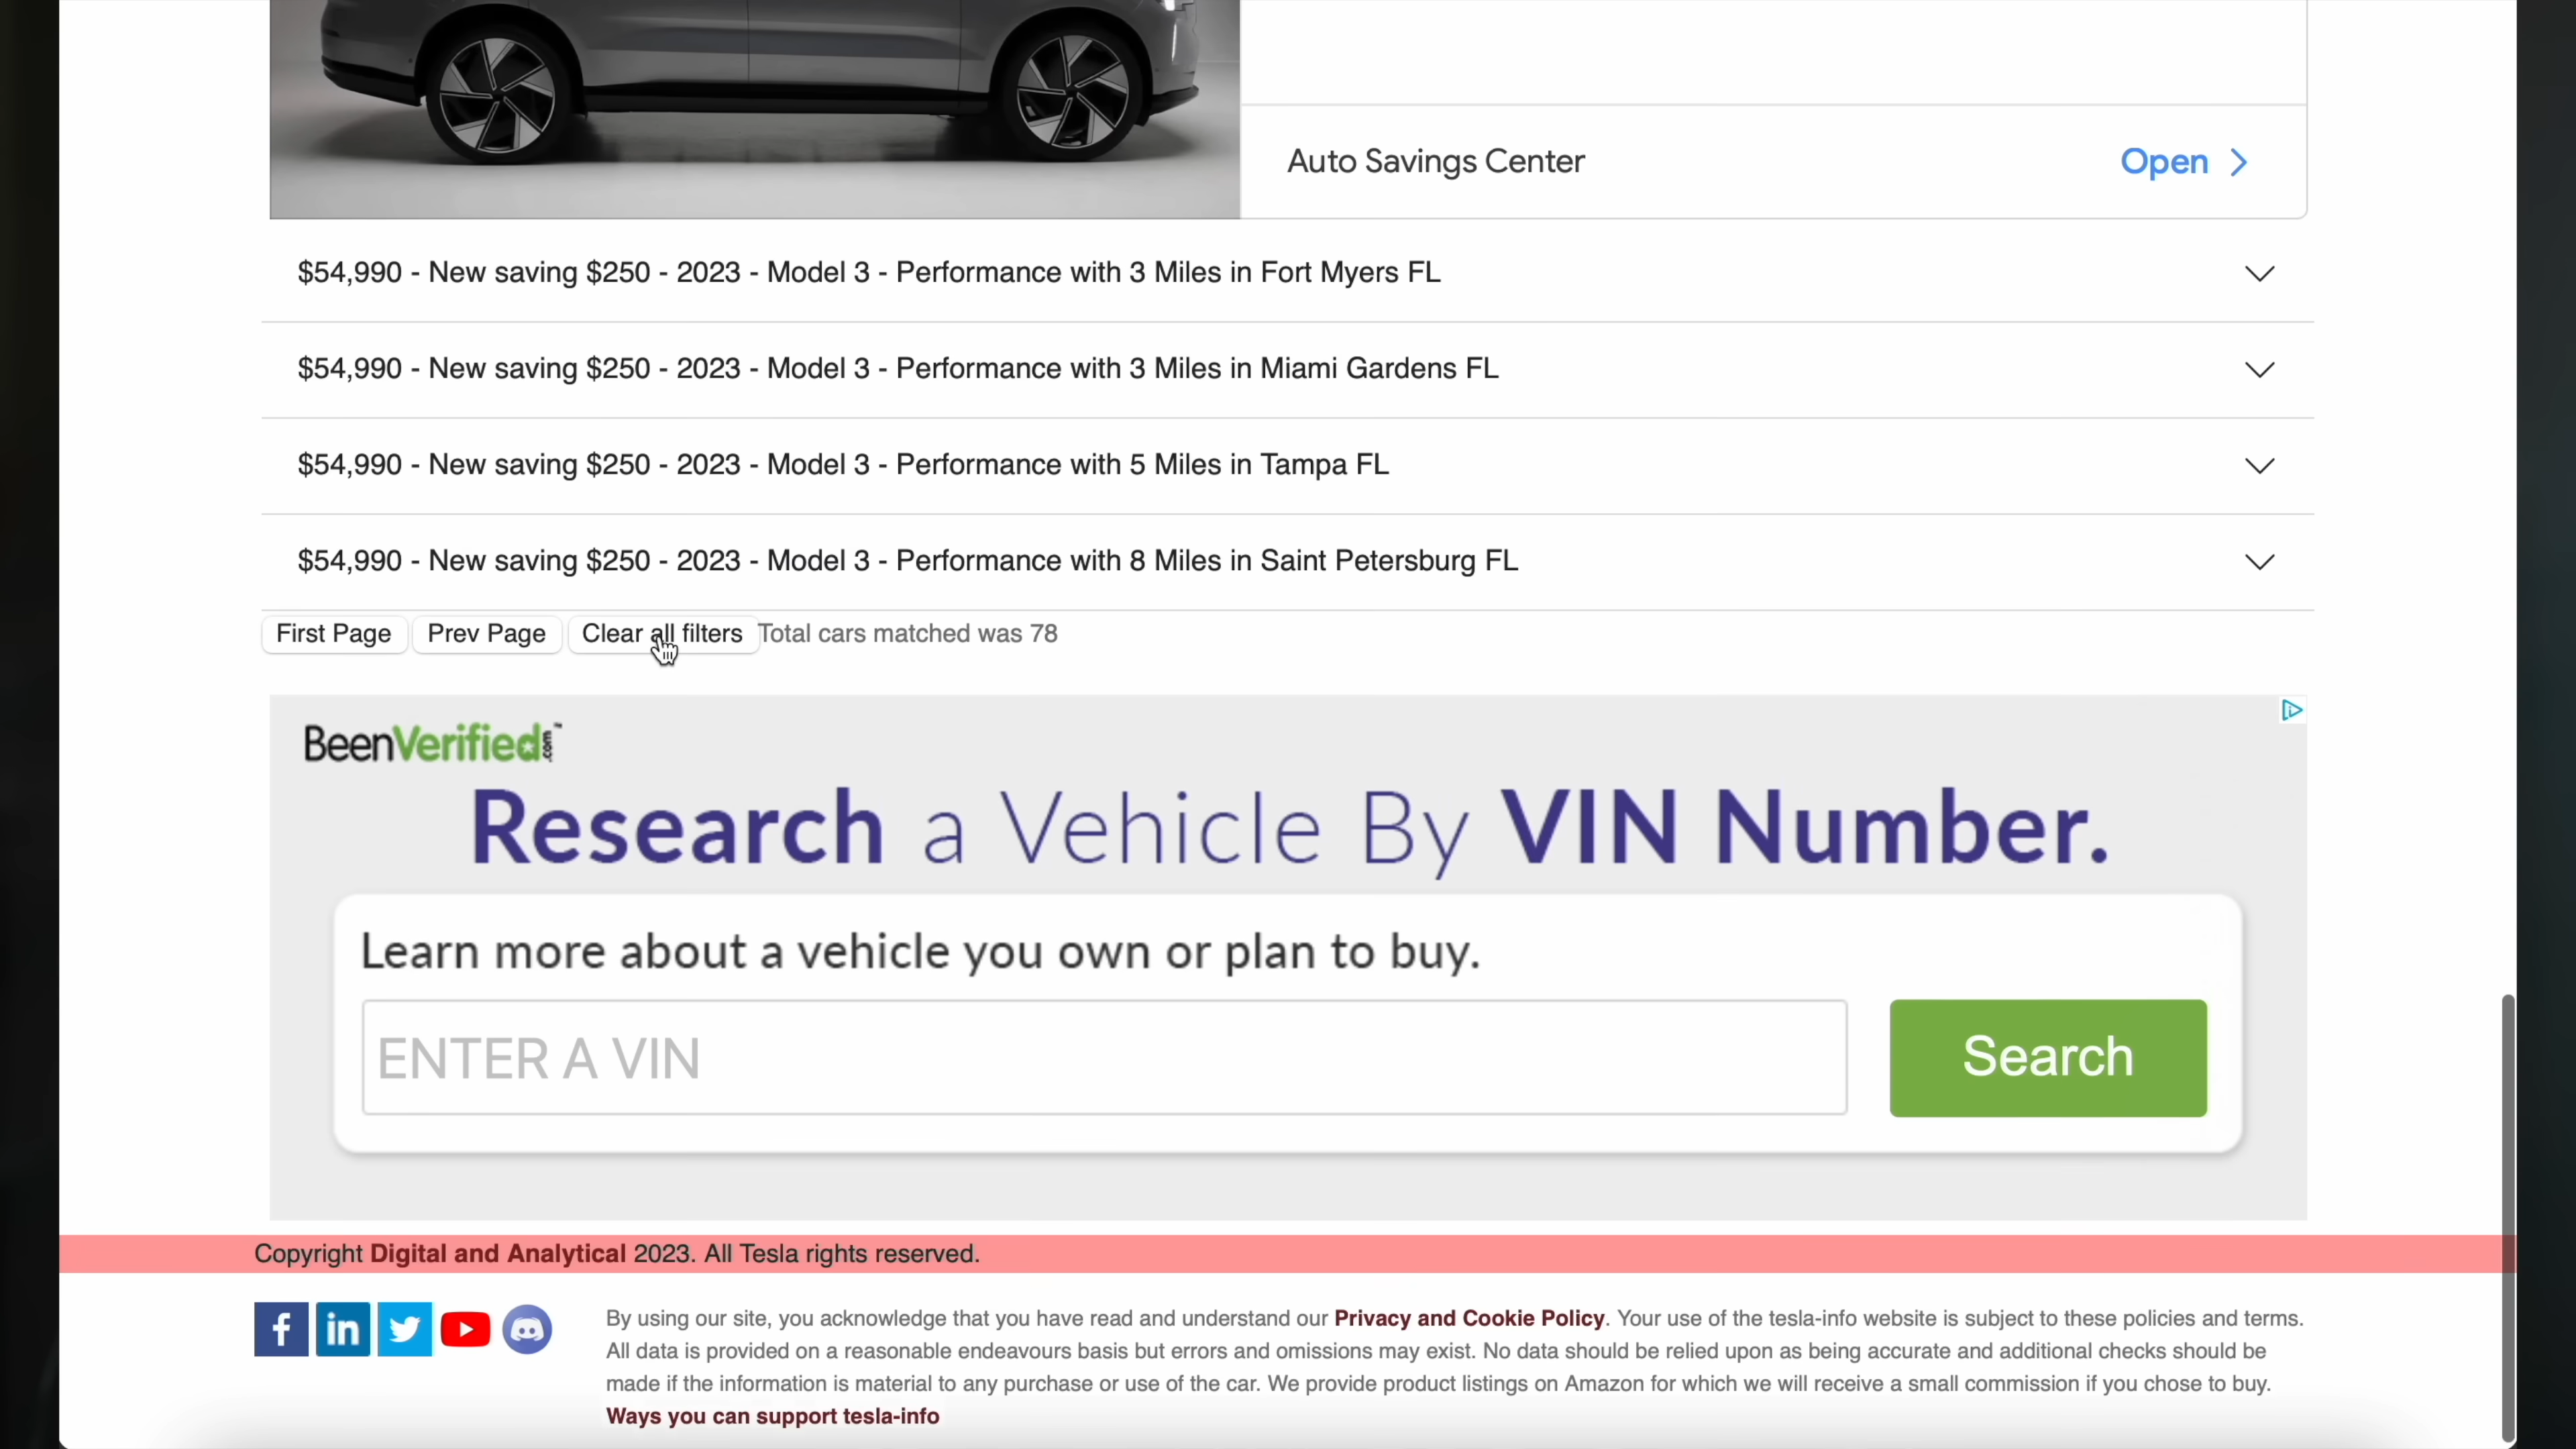 Auto Savings Center
Open
$54,990 - New saving $250 - 2023 - Model 3 - Performance with 3 Miles in Fort Myers FL
$54,990 - New saving $250 - 2023 - Model 3 - Performance with 3 Miles in Miami Gardens FL
$54,990 - New saving $250 - 2023 - Model 3 - Performance with 5 Miles in Tampa FL
$54,990 - New saving $250 - 2023 - Model 3 - Performance with 8 Miles in Saint Petersburg FL
First Page Prev Page Clear all filters Total cars matched was 78
BeenVerified.com™
Research a Vehicle By VIN Number.
Learn more about a vehicle you own or plan to buy.
ENTER A VIN
Search
Copyright Digital and Analytical 2023. All Tesla rights reserved.
By using our site, you acknowledge that you have read and understand our Privacy and Cookie Policy. Your use of the tesla-info website is subject to these policies and terms.
All data is provided on a reasonable endeavours basis but errors and omissions may exist. No data should be relied upon as being accurate and additional checks should be
made if the information is material to any purchase or use of the car. We provide product listings on Amazon for which we will receive a small commission if you chose to buy.
Ways you can support tesla-info